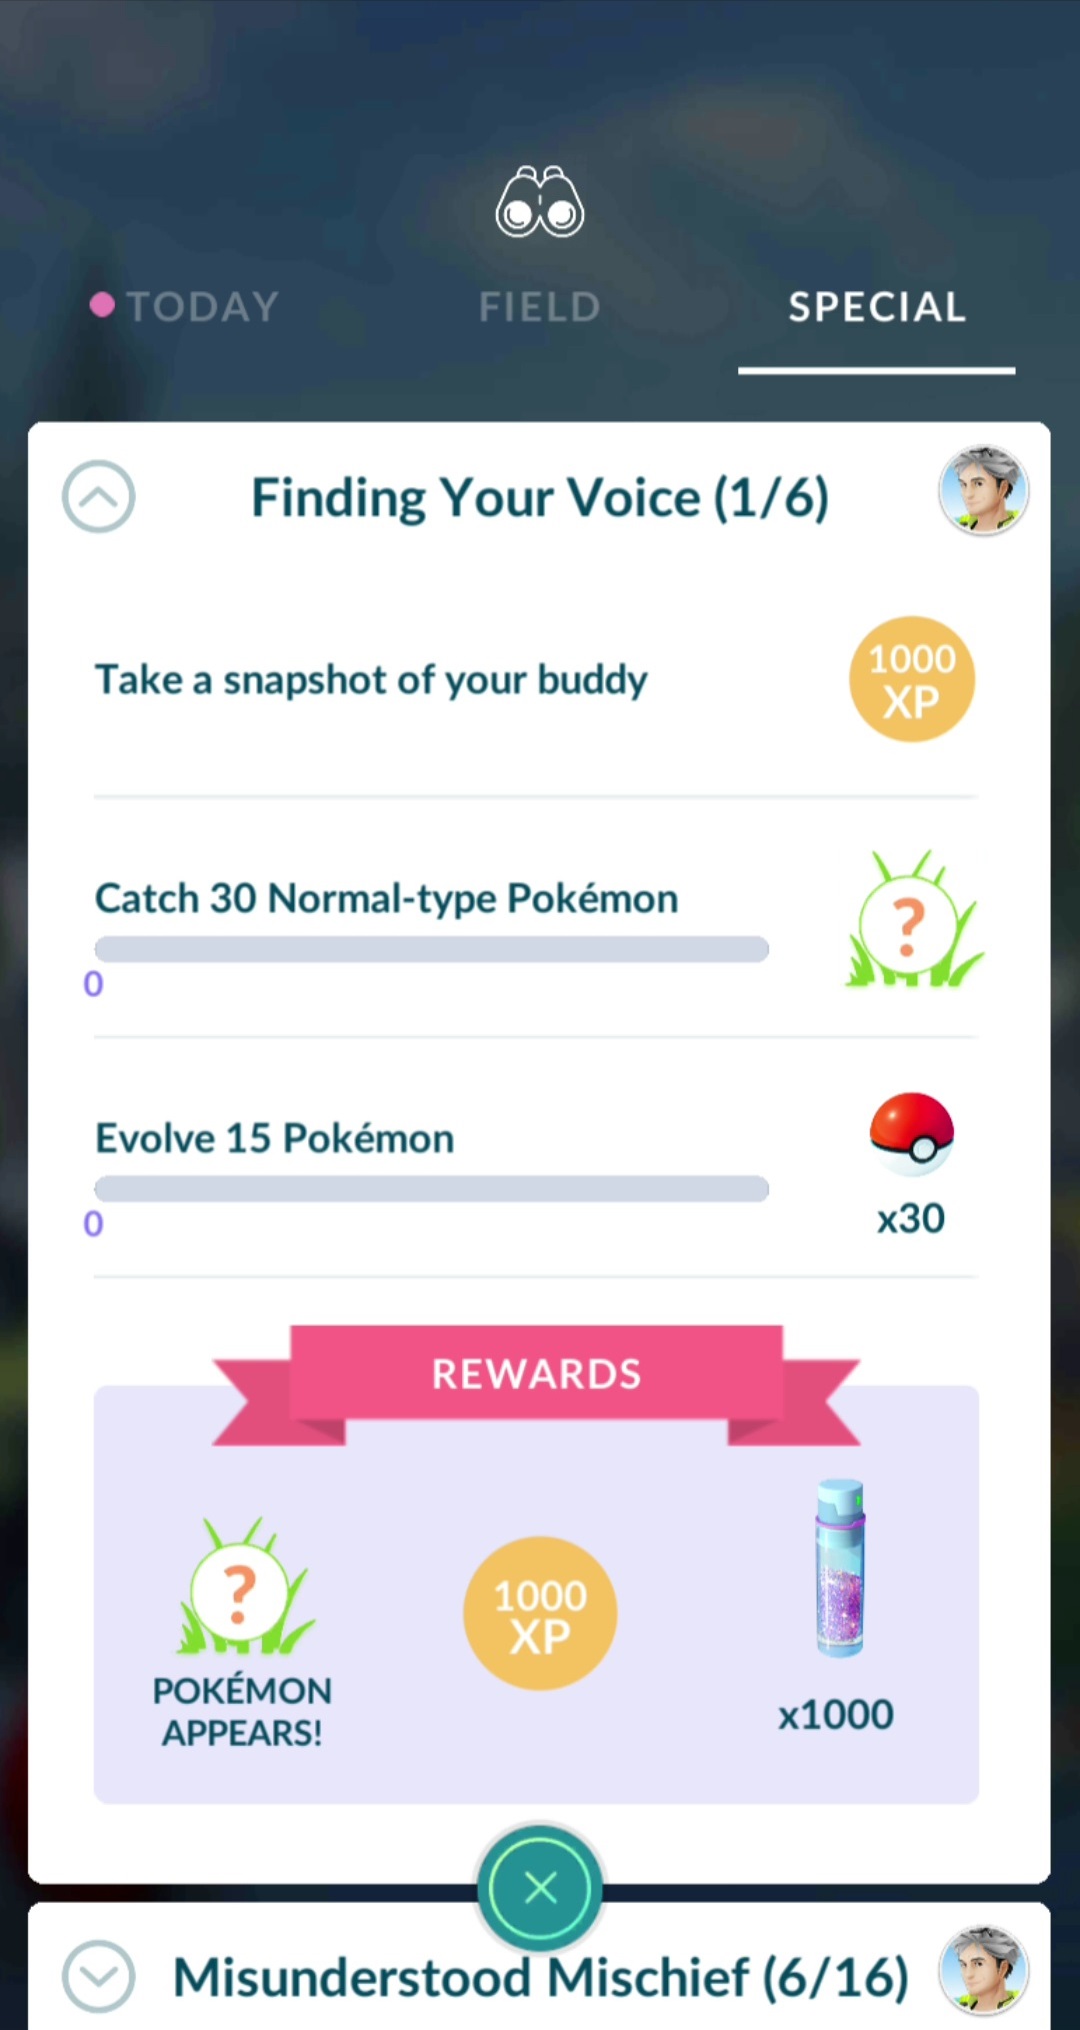 TODAY
FIELD
SPECIAL
Finding Your Voice (1/6)
Take a snapshot of your buddy
1000
XP
Catch 30 Normal-type Pokémon
?
0
Evolve 15 Pokémon
0
x30
REWARDS
?
POKÉMON
APPEARS!
1000
XP
x1000
Misunderstood Mischief (6/16)